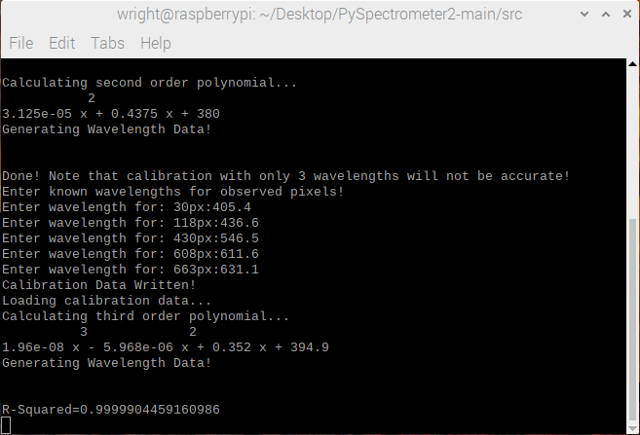 wright@raspberrypi: ~/Desktop/PySpectrometer2-main/src
File Edit Tabs Help
Calculating second order polynomial...
2
3.125e-05 x + 0.4375 x + 380
Generating Wavelength Data!
Done! Note that calibration with only 3 wavelengths will not be accurate!
Enter known wavelengths for observed pixels!
Enter wavelength for: 30px:405.4
Enter wavelength for: 118px:436.6
Enter wavelength for: 430px:546.5
Enter wavelength for: 608px:611.6
Enter wavelength for: 663px:631.1
Calibration Data Written!
Loading calibration data...
Calculating third order polynomial...
3 2
1.96e-08 x - 5.968e-06 x + 0.352 x + 394.9
Generating Wavelength Data!
R-Squared=0.9999904459160986